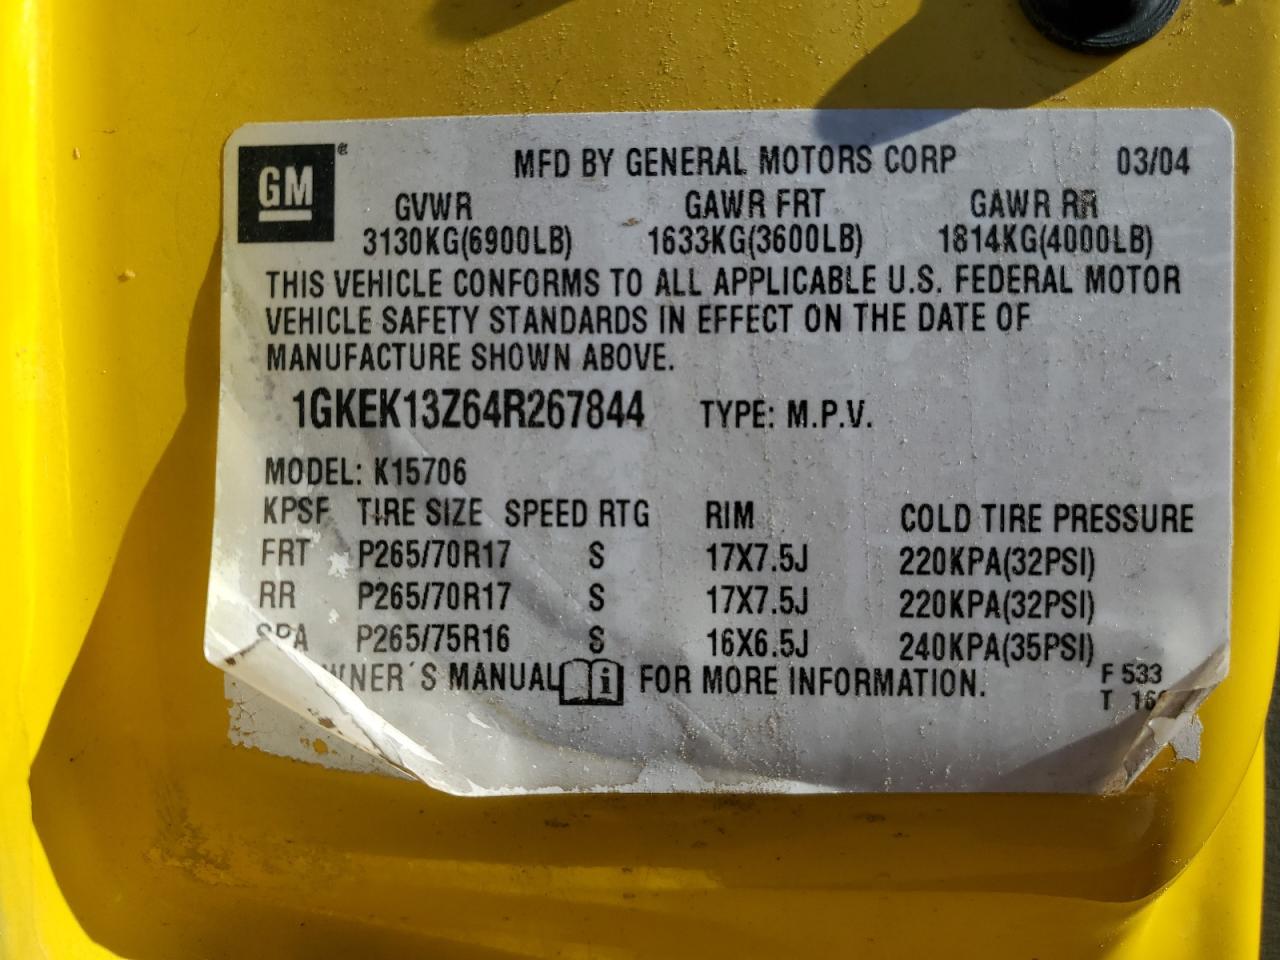 GM ®
MFD BY GENERAL MOTORS CORP 03/04
GVWR GAWR FRT GAWR RR
3130KG(6900LB) 1633KG(3600LB) 1814KG(4000LB)
THIS VEHICLE CONFORMS TO ALL APPLICABLE U.S. FEDERAL MOTOR
VEHICLE SAFETY STANDARDS IN EFFECT ON THE DATE OF
MANUFACTURE SHOWN ABOVE.
1GKEK13Z64R267844 TYPE: M.P.V.
MODEL: K15706
KPSF TIRE SIZE SPEED RTG RIM COLD TIRE PRESSURE
FRT P265/70R17 S 17X7.5J 220KPA(32PSI)
RR P265/70R17 S 17X7.5J 220KPA(32PSI)
SPA P265/75R16 S 16X6.5J 240KPA(35PSI)
WNER´S MANUAL i FOR MORE INFORMATION.
F 533
T